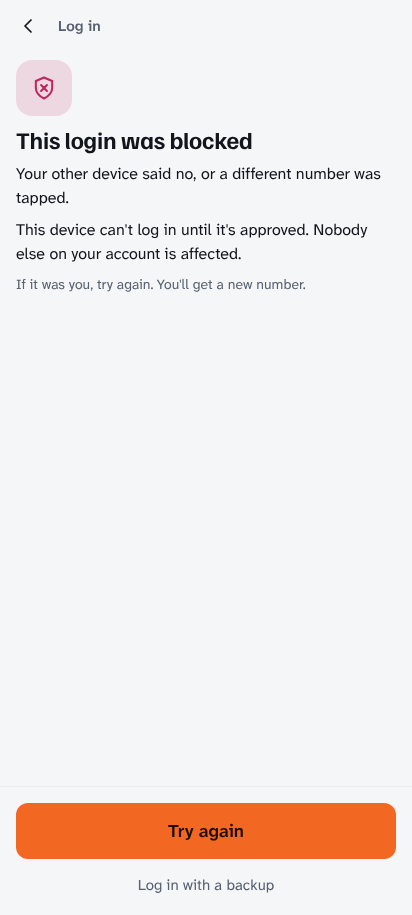 Log in
This login was blocked
Your other device said no, or a different number was
tapped.
This device can't log in until it's approved. Nobody
else on your account is affected.
If it was you, try again. You'll get a new number.
Try again
Log in with a backup